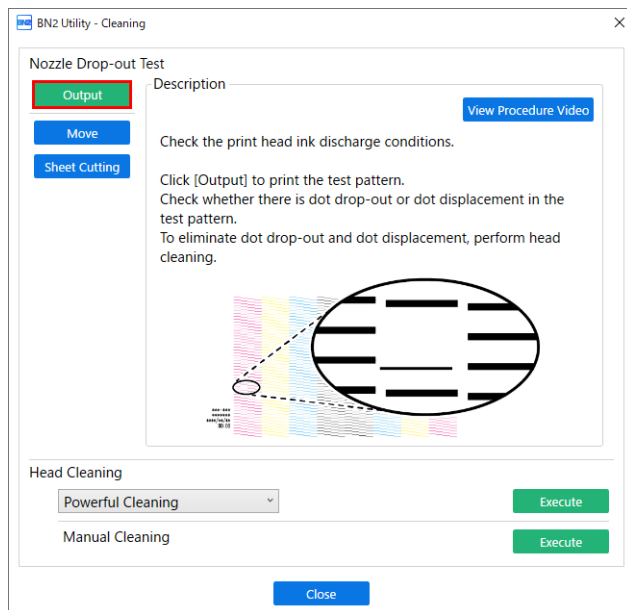 BN2 BN2 Utility - Cleaning
Nozzle Drop-out Test
Output
Description
View Procedure Video
Move
Check the print head ink discharge conditions.
Sheet Cutting
Click [Output] to print the test pattern.
Check whether there is dot drop-out or dot displacement in the
test pattern.
To eliminate dot drop-out and dot displacement, perform head
cleaning.
Head Cleaning
Powerful Cleaning
Execute
Manual Cleaning
Execute
Close